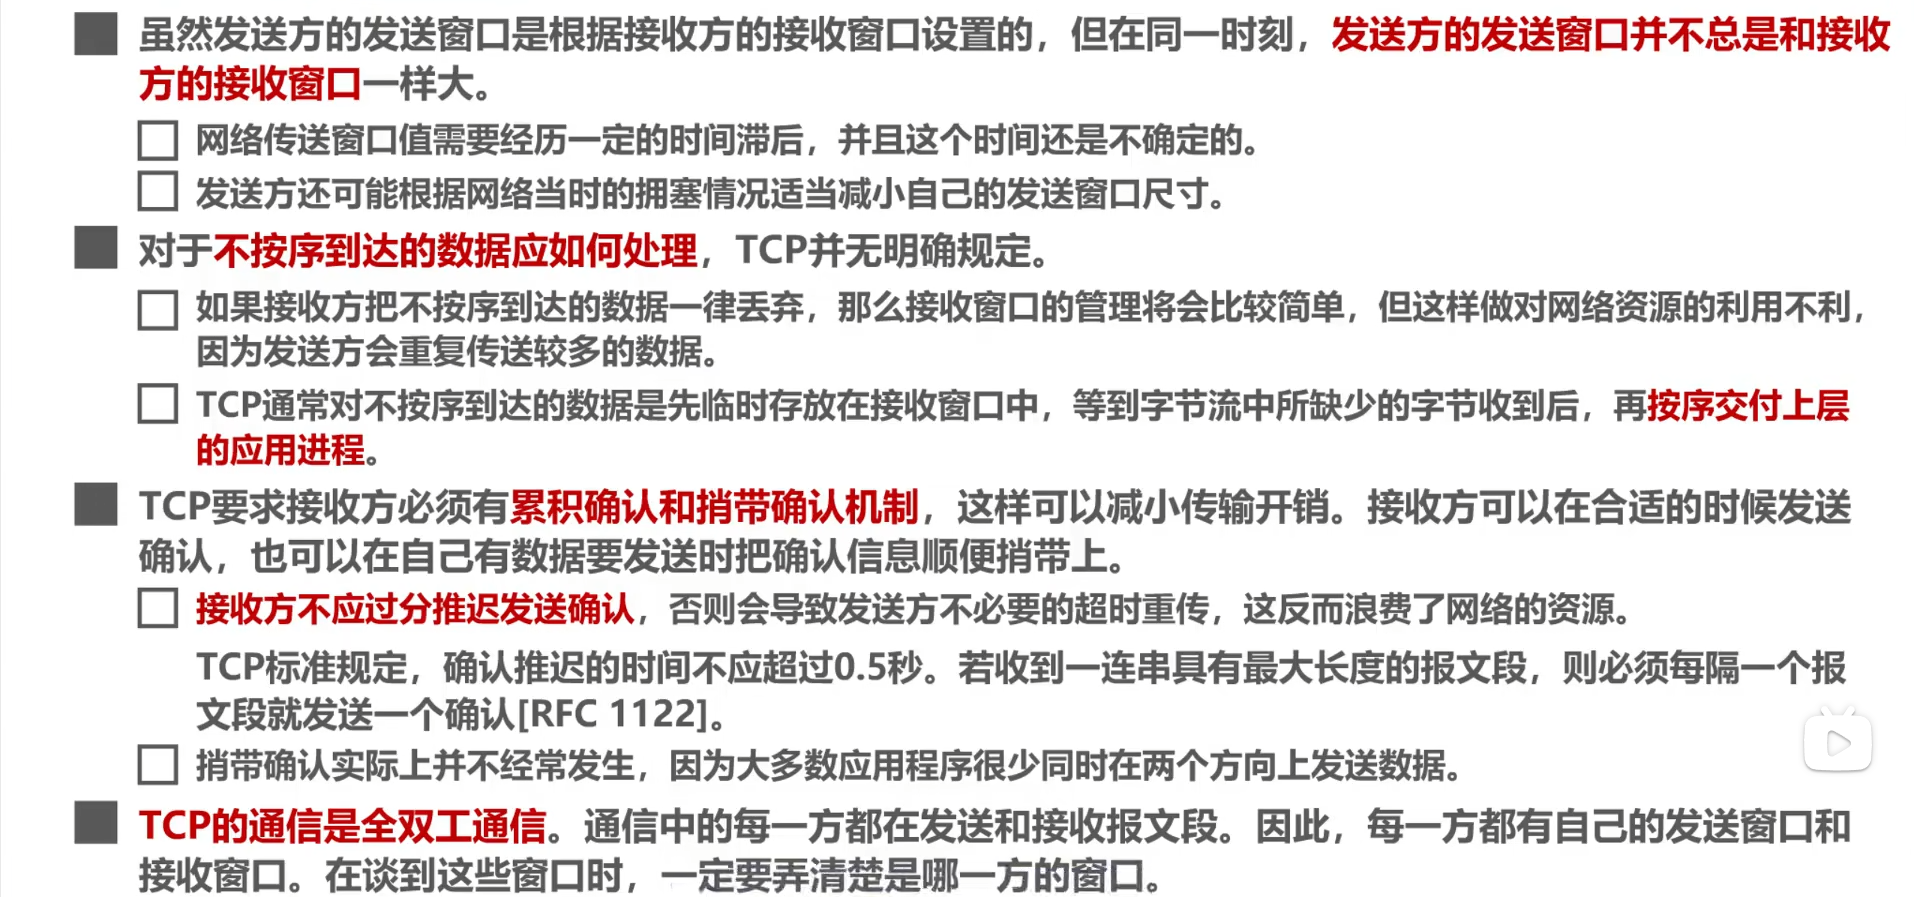 虽然发送方的发送窗口是根据接收方的接收窗口设置的，但在同一时刻，发送方的发送窗口并不总是和接收
方的接收窗口一样大。
网络传送窗口值需要经历一定的时间滞后，并且这个时间还是不确定的。
发送方还可能根据网络当时的拥塞情况适当减小自己的发送窗口尺寸。
对于不按序到达的数据应如何处理，TCP并无明确规定。
如果接收方把不按序到达的数据一律丢弃，那么接收窗口的管理将会比较简单，但这样做对网络资源的利用不利，
因为发送方会重复传送较多的数据。
TCP通常对不按序到达的数据是先临时存放在接收窗口中，等到字节流中所缺少的字节收到后，再按序交付上层
的应用进程。
TCP要求接收方必须有累积确认和捎带确认机制，这样可以减小传输开销。接收方可以在合适的时候发送
确认，也可以在自己有数据要发送时把确认信息顺便捎带上。
接收方不应过分推迟发送确认，否则会导致发送方不必要的超时重传，这反而浪费了网络的资源。
TCP标准规定，确认推迟的时间不应超过0.5秒。若收到一连串具有最大长度的报文段，则必须每隔一个报
文段就发送一个确认[RFC 1122]。
捎带确认实际上并不经常发生，因为大多数应用程序很少同时在两个方向上发送数据。
TCP的通信是全双工通信。通信中的每一方都在发送和接收报文段。因此，每一方都有自己的发送窗口和
接收窗口。在谈到这些窗口时，一定要弄清楚是哪一方的窗口。